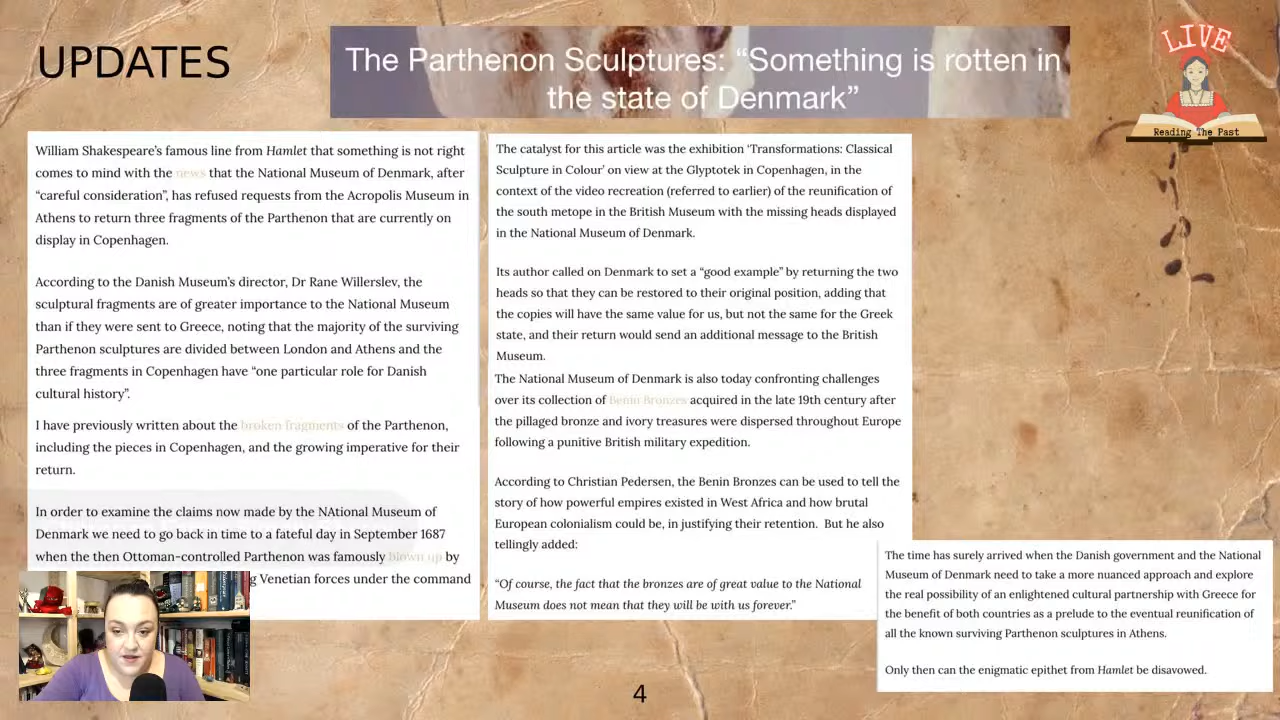 UPDATES
The Parthenon Sculptures: “Something is rotten in
the state of Denmark”
LIVE
Reading The Past
William Shakespeare’s famous line from Hamlet that something is not right
comes to mind with the news that the National Museum of Denmark, after
“careful consideration”, has refused requests from the Acropolis Museum in
Athens to return three fragments of the Parthenon that are currently on
display in Copenhagen.
According to the Danish Museum’s director, Dr Rane Willerslev, the
sculptural fragments are of greater importance to the National Museum
than if they were sent to Greece, noting that the majority of the surviving
Parthenon sculptures are divided between London and Athens and the
three fragments in Copenhagen have “one particular role for Danish
cultural history”.
I have previously written about the broken fragments of the Parthenon,
including the pieces in Copenhagen, and the growing imperative for their
return.
In order to examine the claims now made by the NAtional Museum of
Denmark we need to go back in time to a fateful day in September 1687
when the then Ottoman-controlled Parthenon was famously blown up by
g Venetian forces under the command
The catalyst for this article was the exhibition ‘Transformations: Classical
Sculpture in Colour’ on view at the Glyptotek in Copenhagen, in the
context of the video recreation (referred to earlier) of the reunification of
the south metope in the British Museum with the missing heads displayed
in the National Museum of Denmark.
Its author called on Denmark to set a “good example” by returning the two
heads so that they can be restored to their original position, adding that
the copies will have the same value for us, but not the same for the Greek
state, and their return would send an additional message to the British
Museum.
The National Museum of Denmark is also today confronting challenges
over its collection of Benin Bronzes acquired in the late 19th century after
the pillaged bronze and ivory treasures were dispersed throughout Europe
following a punitive British military expedition.
According to Christian Pedersen, the Benin Bronzes can be used to tell the
story of how powerful empires existed in West Africa and how brutal
European colonialism could be, in justifying their retention. But he also
tellingly added:
“Of course, the fact that the bronzes are of great value to the National
Museum does not mean that they will be with us forever.”
The time has surely arrived when the Danish government and the National
Museum of Denmark need to take a more nuanced approach and explore
the real possibility of an enlightened cultural partnership with Greece for
the benefit of both countries as a prelude to the eventual reunification of
all the known surviving Parthenon sculptures in Athens.
Only then can the enigmatic epithet from Hamlet be disavowed.
4